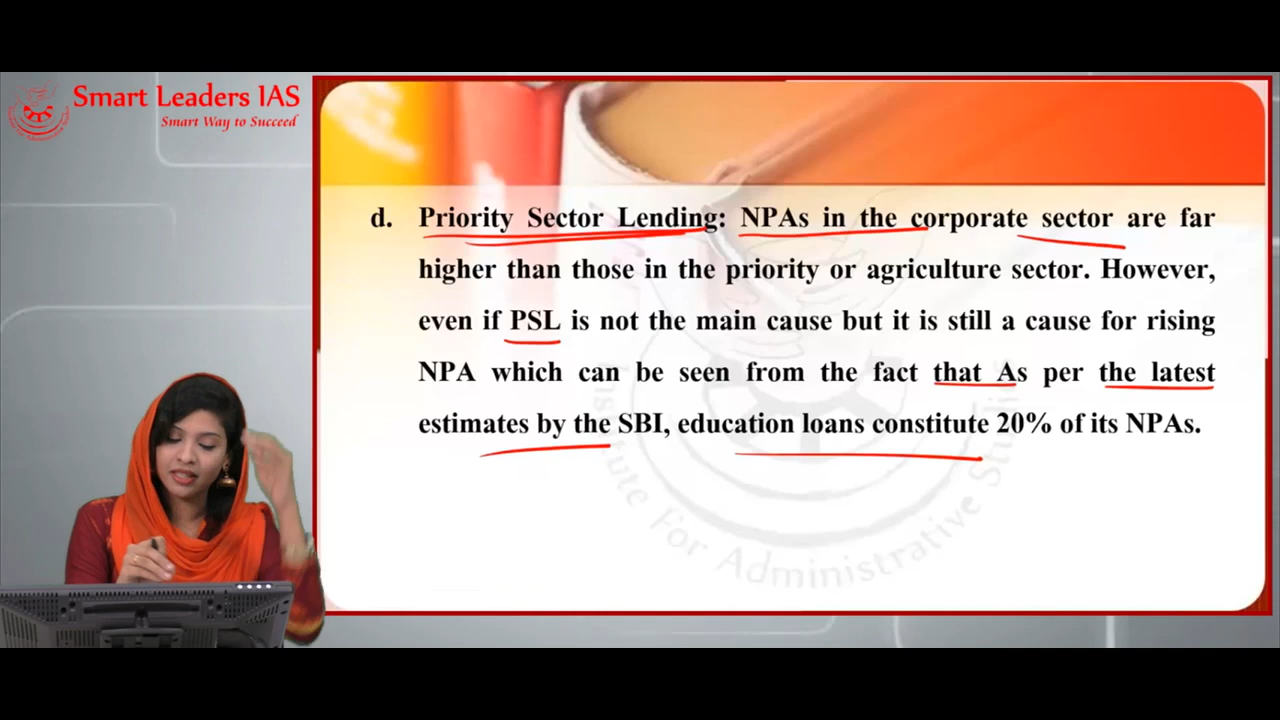 Smart Leaders IAS
Smart Way to Succeed
d. Priority Sector Lending: NPAs in the corporate sector are far
higher than those in the priority or agriculture sector. However,
even if PSL is not the main cause but it is still a cause for rising
NPA which can be seen from the fact that As per the latest
estimates by the SBI, education loans constitute 20% of its NPAs.
For Administrative